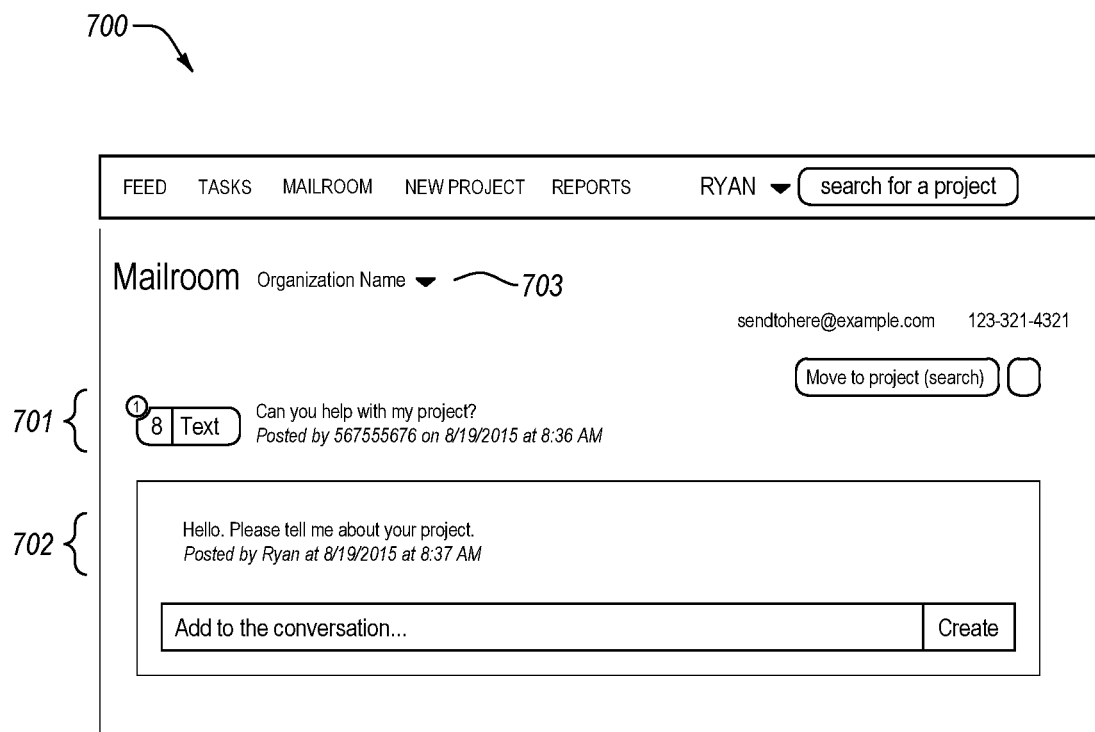 700
FEED TASKS MAILROOM NEW PROJECT REPORTS RYAN search for a project
Mailroom Organization Name 703
sendtohere@example.com 123-321-4321
Move to project (search)
701
1
8 Text
Can you help with my project?
Posted by 567555676 on 8/19/2015 at 8:36 AM
702
Hello. Please tell me about your project.
Posted by Ryan at 8/19/2015 at 8:37 AM
Add to the conversation... Create